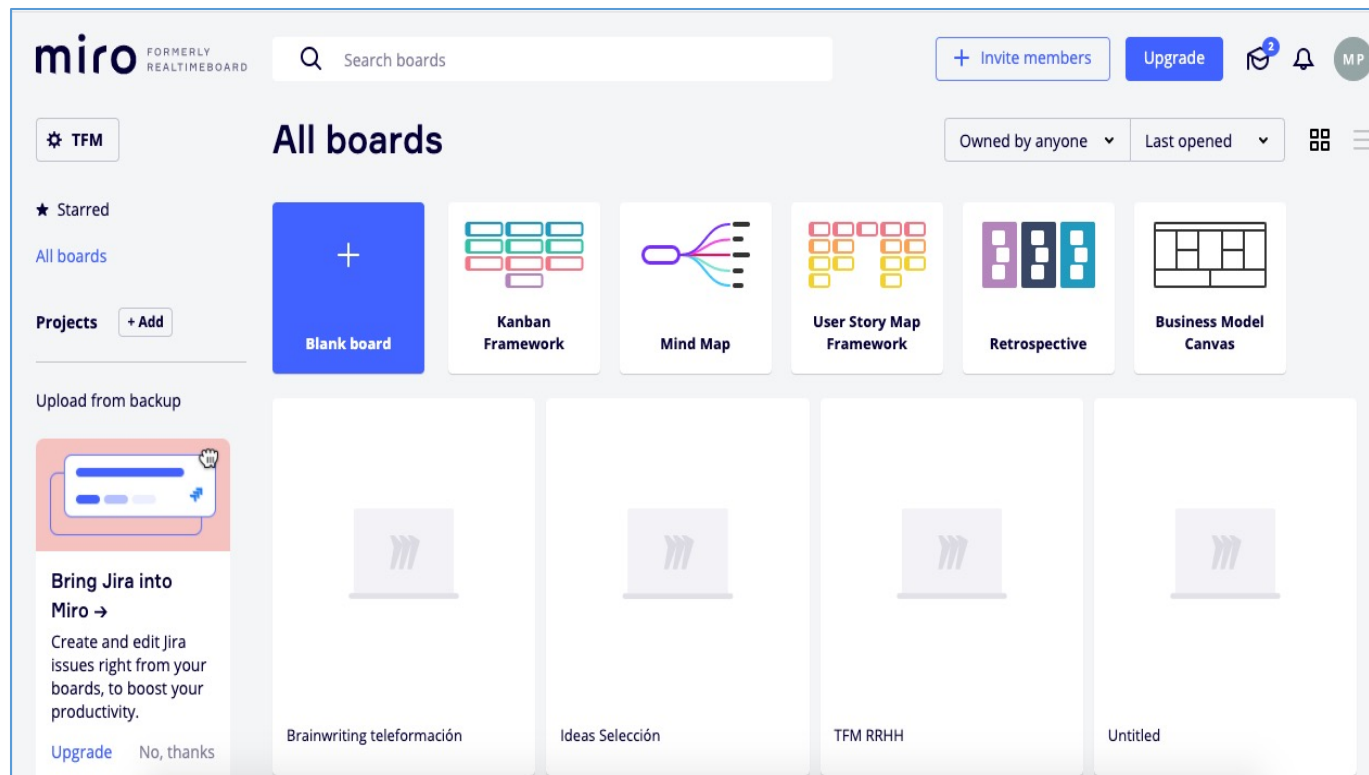 miro FORMERLY
REALTIMEBOARD
Search boards
+ Invite members
Upgrade
2
MP
TFM
All boards
Owned by anyone
Last opened
Starred
All boards
Projects
+ Add
Upload from backup
Blank board
Kanban
Framework
Mind Map
User Story Map
Framework
Retrospective
Business Model
Canvas
Bring Jira into
Miro →
Create and edit Jira
issues right from your
boards, to boost your
productivity.
Upgrade No, thanks
Brainwriting teleformación
Ideas Selección
TFM RRHH
Untitled